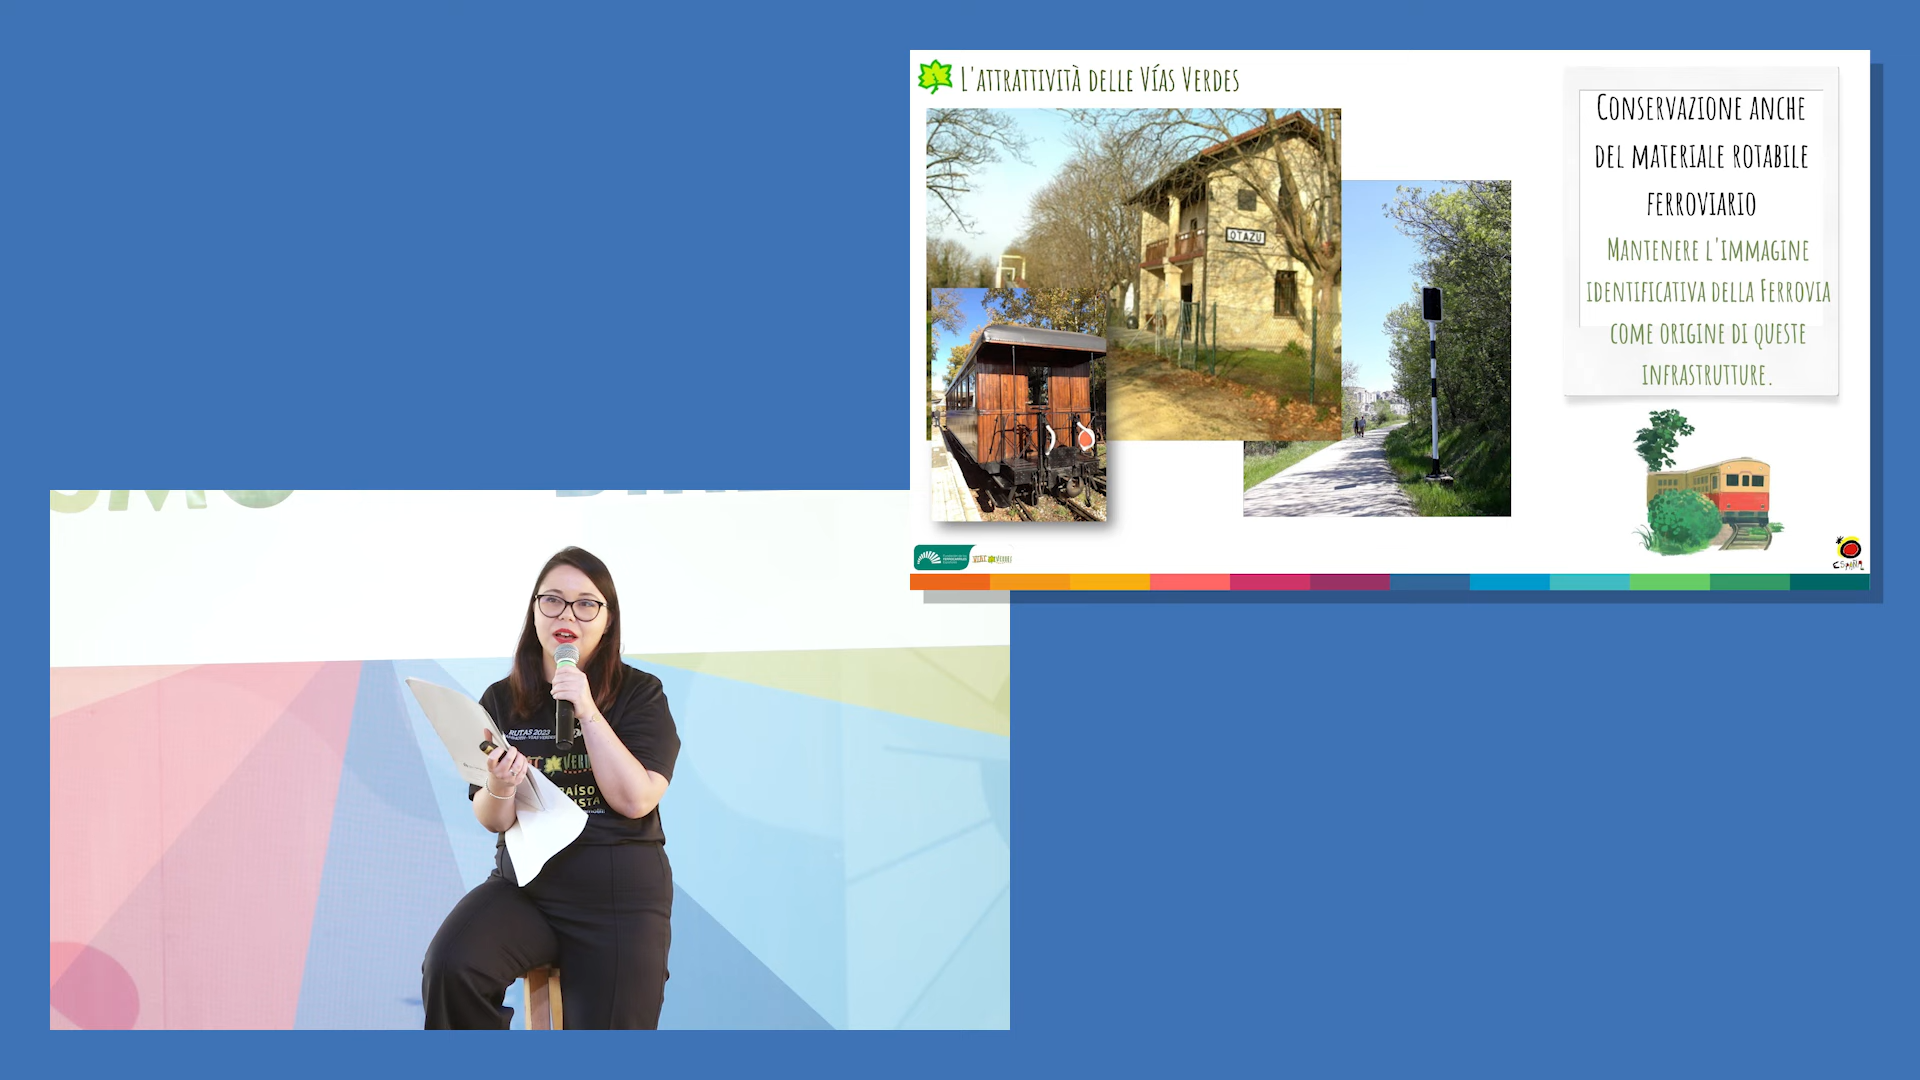 L'ATTRATTIVITÀ DELLE VÍAS VERDES
OTAZU
CONSERVAZIONE ANCHE
DEL MATERIALE ROTABILE
FERROVIARIO
MANTENERE L'IMMAGINE
IDENTIFICATIVA DELLA FERROVIA
COME ORIGINE DI QUESTE
INFRASTRUTTURE.
RUTAS 2023